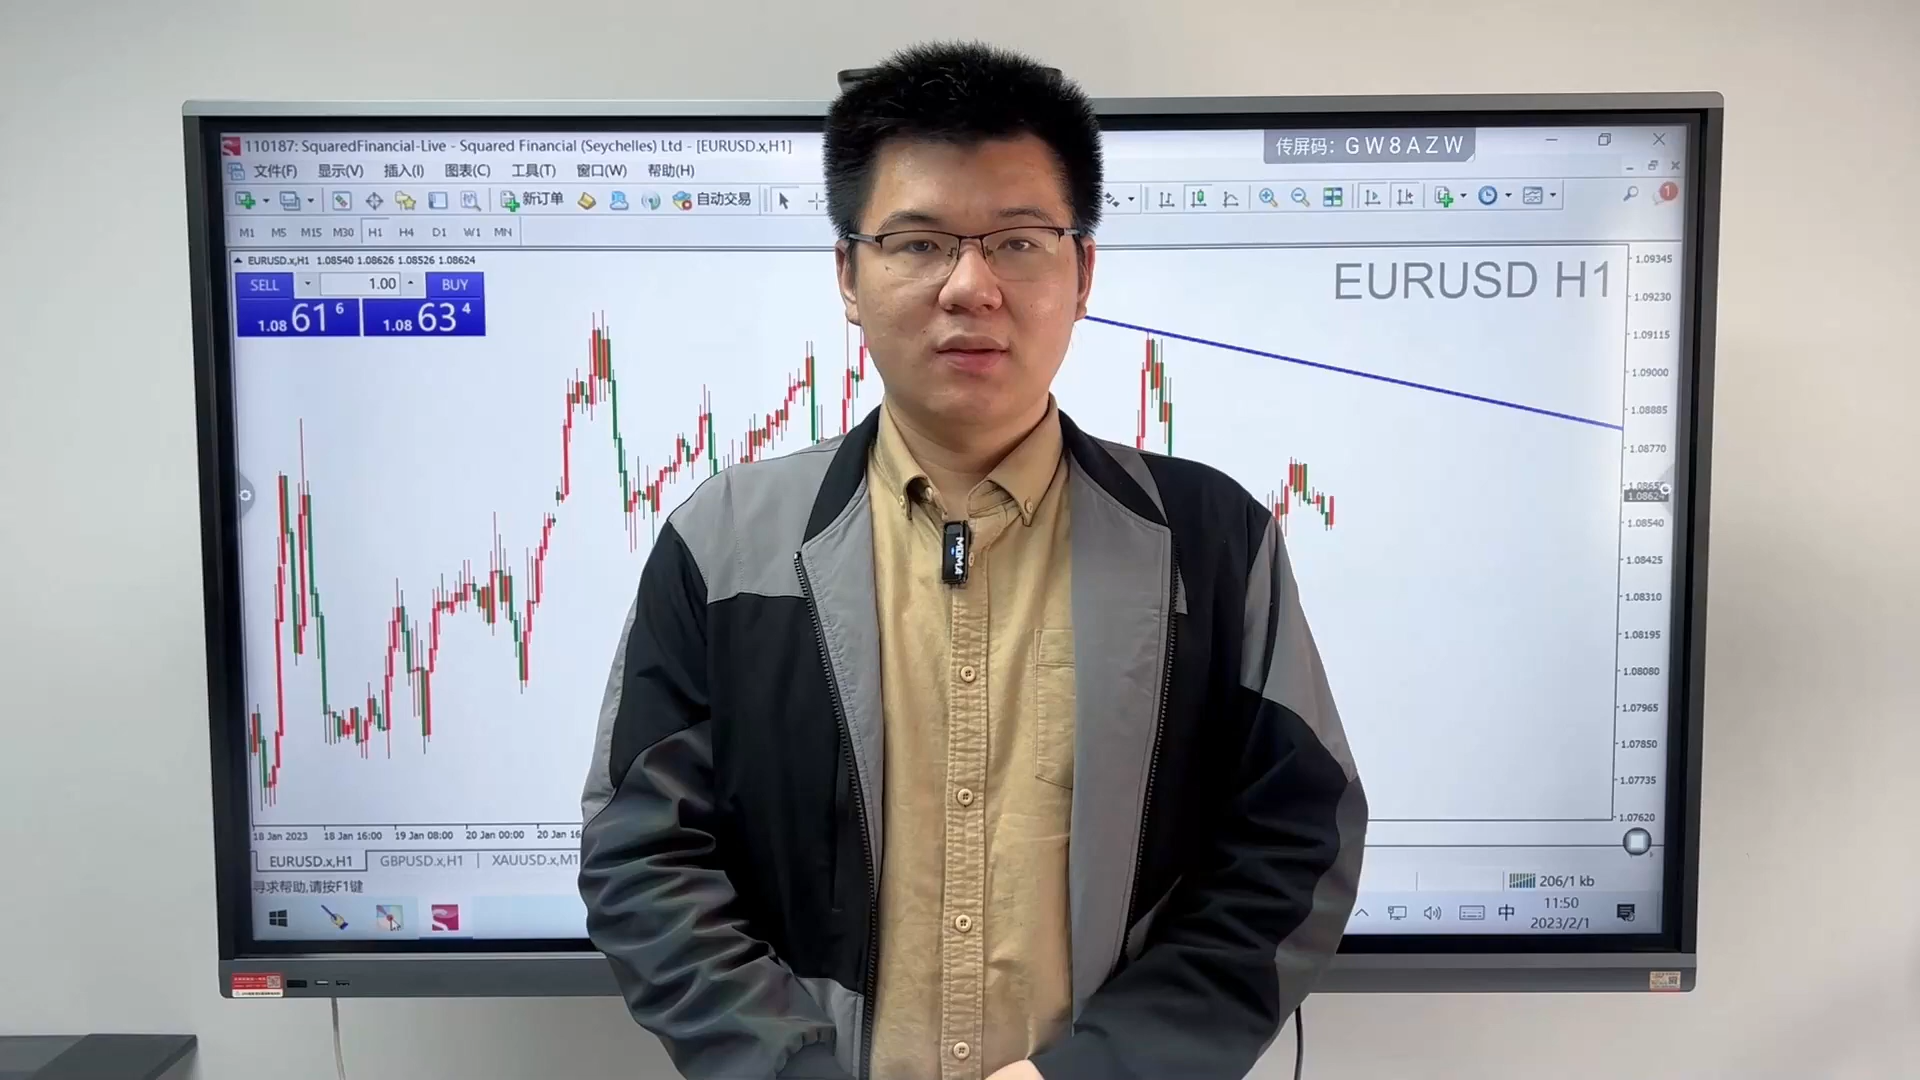 110187: SquaredFinancial-Live - Squared Financial (Seychelles) Ltd - [EURUSD.x,H1]
传屏码: GW8AZW
文件(F) 显示(V) 插入(I) 图表(C) 工具(T) 窗口(W) 帮助(H)
新订单 自动交易
1
M1 M5 M15 M30 H1 H4 D1 W1 MN
EURUSD.x,H1 1.08540 1.08626 1.08526 1.08624
EURUSD H1
SELL 1.00 BUY
1.08 61 6 1.08 63 4
1.09345
1.09230
1.09115
1.09000
1.08885
1.08770
1.08624
1.08540
1.08425
1.08310
1.08195
1.08080
1.07965
1.07850
1.07735
1.07620
MOMA
18 Jan 2023 18 Jan 16:00 19 Jan 08:00 20 Jan 00:00 20 Jan
EURUSD.x,H1 GBPUSD.x,H1 XAUUSD.x,M1
寻求帮助,请按F1键
206/1 kb
中
11:50
2023/2/1